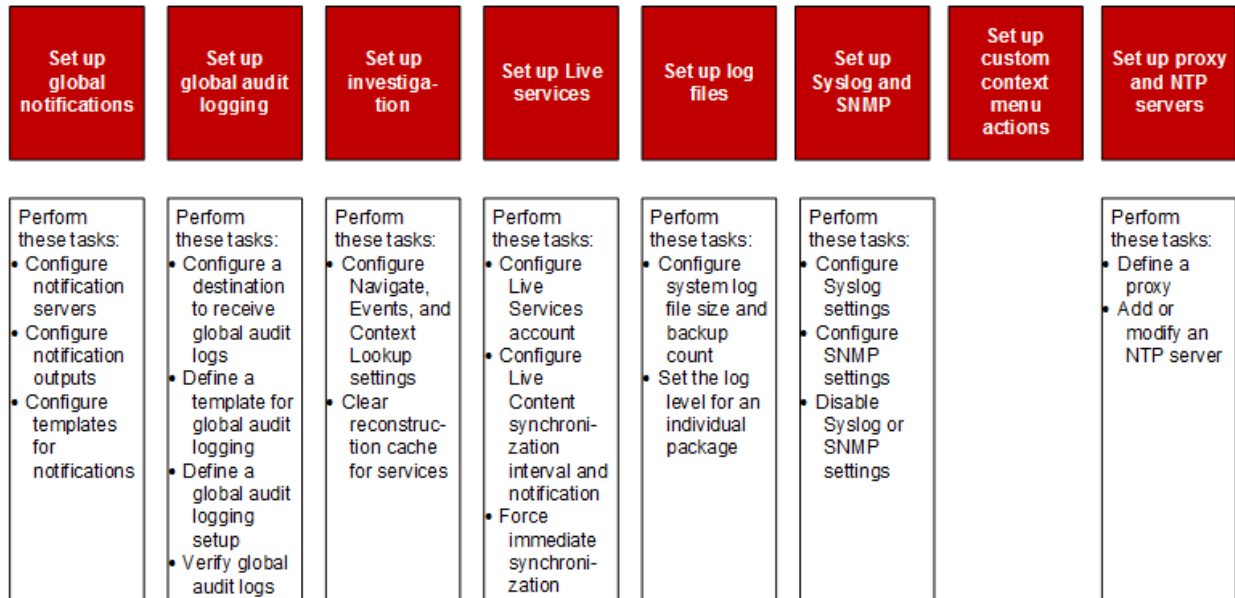 Set up
global
notifications
Set up
global audit
logging
Set up
investiga-
tion
Set up Live
services
Set up log
files
Set up
Syslog and
SNMP
Set up
custom
context
menu
actions
Set up proxy
and NTP
servers
Perform
these tasks:
• Configure
notification
servers
• Configure
notification
outputs
• Configure
templates
for
notifications
Perform
these tasks:
• Configure a
destination
to receive
global audit
logs
• Define a
template for
global audit
logging
• Define a
global audit
logging
setup
• Verify global
audit logs
Perform
these tasks:
• Configure
Navigate,
Events, and
Context
Lookup
settings
• Clear
reconstruc-
tion cache
for services
Perform
these tasks:
• Configure
Live
Services
account
• Configure
Live
Content
synchroni-
zation
interval and
notification
• Force
immediate
synchroni-
zation
Perform
these tasks:
• Configure
system log
file size and
backup
count
• Set the log
level for an
individual
package
Perform
these tasks:
• Configure
Syslog
settings
• Configure
SNMP
settings
• Disable
Syslog or
SNMP
settings
Perform
these tasks:
• Define a
proxy
• Add or
modify an
NTP server